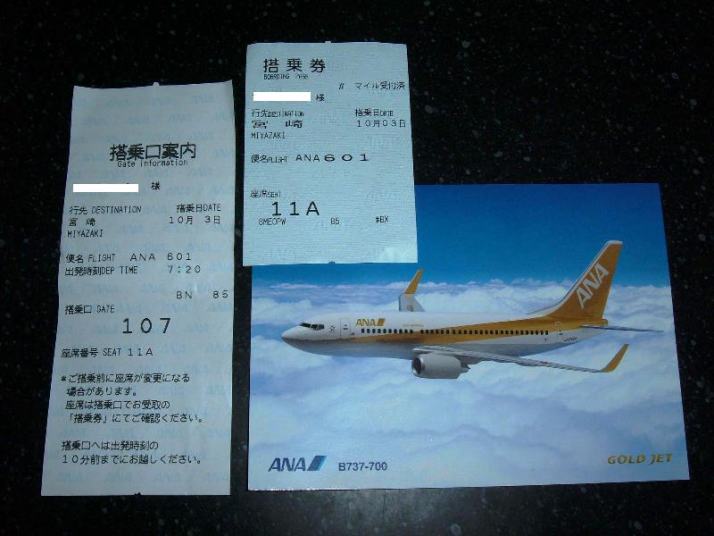 搭乗口案内
Gate Information
様
行先 DESTINATION 搭乗日DATE
宮崎 10月 3日
MIYAZAKI
便名FLIGHT ANA 601
出発時刻DEP TIME 7:20
BN 85
搭乗口 GATE
107
座席番号 SEAT 11A
*ご搭乗前に座席が変更になる
場合があります。
座席は搭乗口でお受取の
「搭乗券」にてご確認ください。
搭乗口へは出発時刻の
10分前までにお越しください。
搭乗券
BOARDING PASS
// マイル受付済
様
行先DESTINATION 搭乗日DATE
宮崎 10月03日
MIYAZAKI
便名FLIGHT ANA601
座席SEAT
11A
85
ANA
ANA
ANA B737-700
GOLD JET